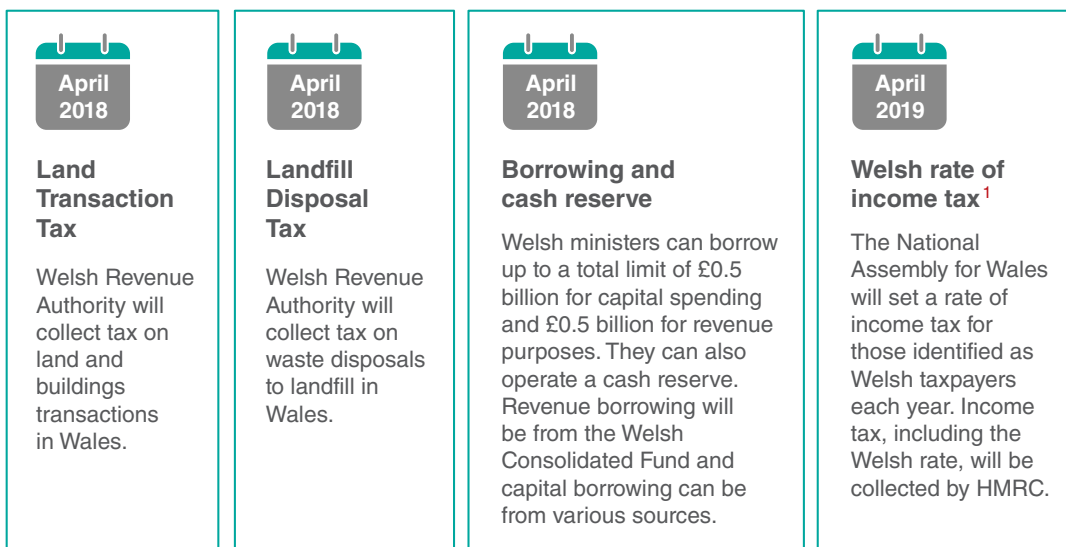 April
2018
Land
Transaction
Tax
Welsh Revenue
Authority will
collect tax on
land and
buildings
transactions
in Wales.
April
2018
Landfill
Disposal
Tax
Welsh Revenue
Authority will
collect tax on
waste disposals
to landfill in
Wales.
April
2018
Borrowing and
cash reserve
Welsh ministers can borrow
up to a total limit of £0.5
billion for capital spending
and £0.5 billion for revenue
purposes. They can also
operate a cash reserve.
Revenue borrowing will
be from the Welsh
Consolidated Fund and
capital borrowing can be
from various sources.
April
2019
Welsh rate of
income tax 1
The National
Assembly for Wales
will set a rate of
income tax for
those identified as
Welsh taxpayers
each year. Income
tax, including the
Welsh rate, will be
collected by HMRC.